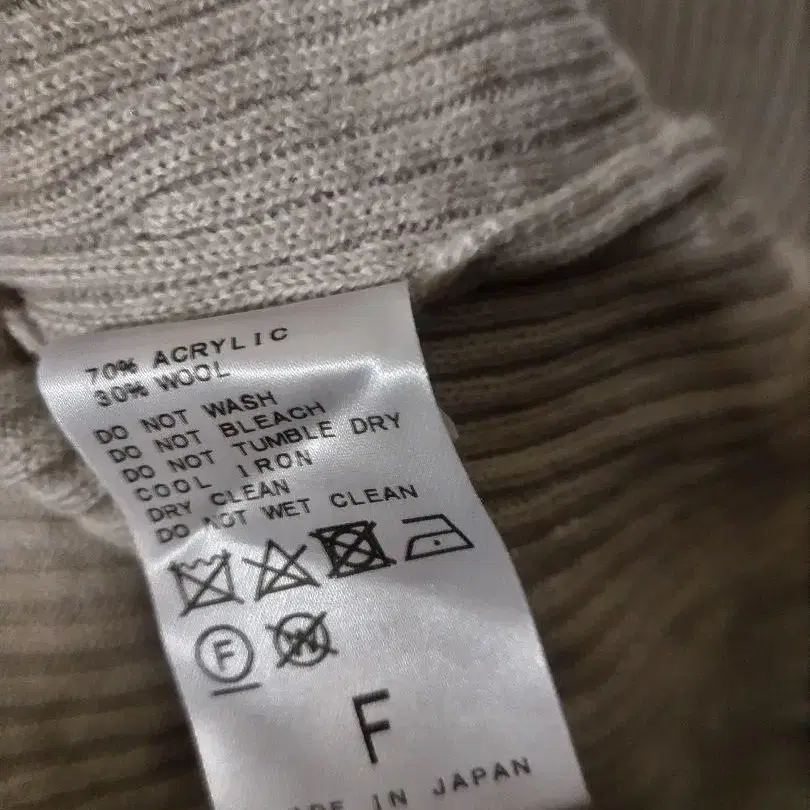 70% ACRYLIC
30% WOOL
DO NOT WASH
DO NOT BLEACH
DO NOT TUMBLE DRY
COOL IRON
DRY CLEAN
DO NOT WET CLEAN
F W
F
MADE IN JAPAN